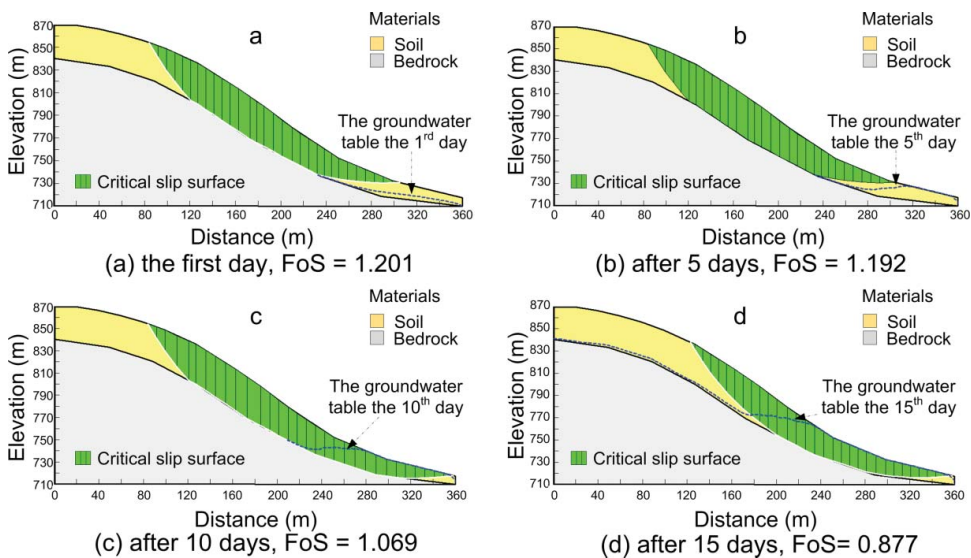 a
Materials
Soil
Bedrock
Elevation (m)
870
850
830
810
790
770
750
730
710
The groundwater
table the 1rd day
Critical slip surface
0 40 80 120 160 200 240 280 320 360
Distance (m)
(a) the first day, FoS = 1.201
b
Materials
Soil
Bedrock
Elevation (m)
870
850
830
810
790
770
750
730
710
The groundwater
table the 5th day
Critical slip surface
0 40 80 120 160 200 240 280 320 360
Distance (m)
(b) after 5 days, FoS = 1.192
c
Materials
Soil
Bedrock
Elevation (m)
870
850
830
810
790
770
750
730
710
The groundwater
table the 10th day
Critical slip surface
0 40 80 120 160 200 240 280 320 360
Distance (m)
(c) after 10 days, FoS = 1.069
d
Materials
Soil
Bedrock
Elevation (m)
870
850
830
810
790
770
750
730
710
The groundwater
table the 15th day
Critical slip surface
0 40 80 120 160 200 240 280 320 360
Distance (m)
(d) after 15 days, FoS= 0.877